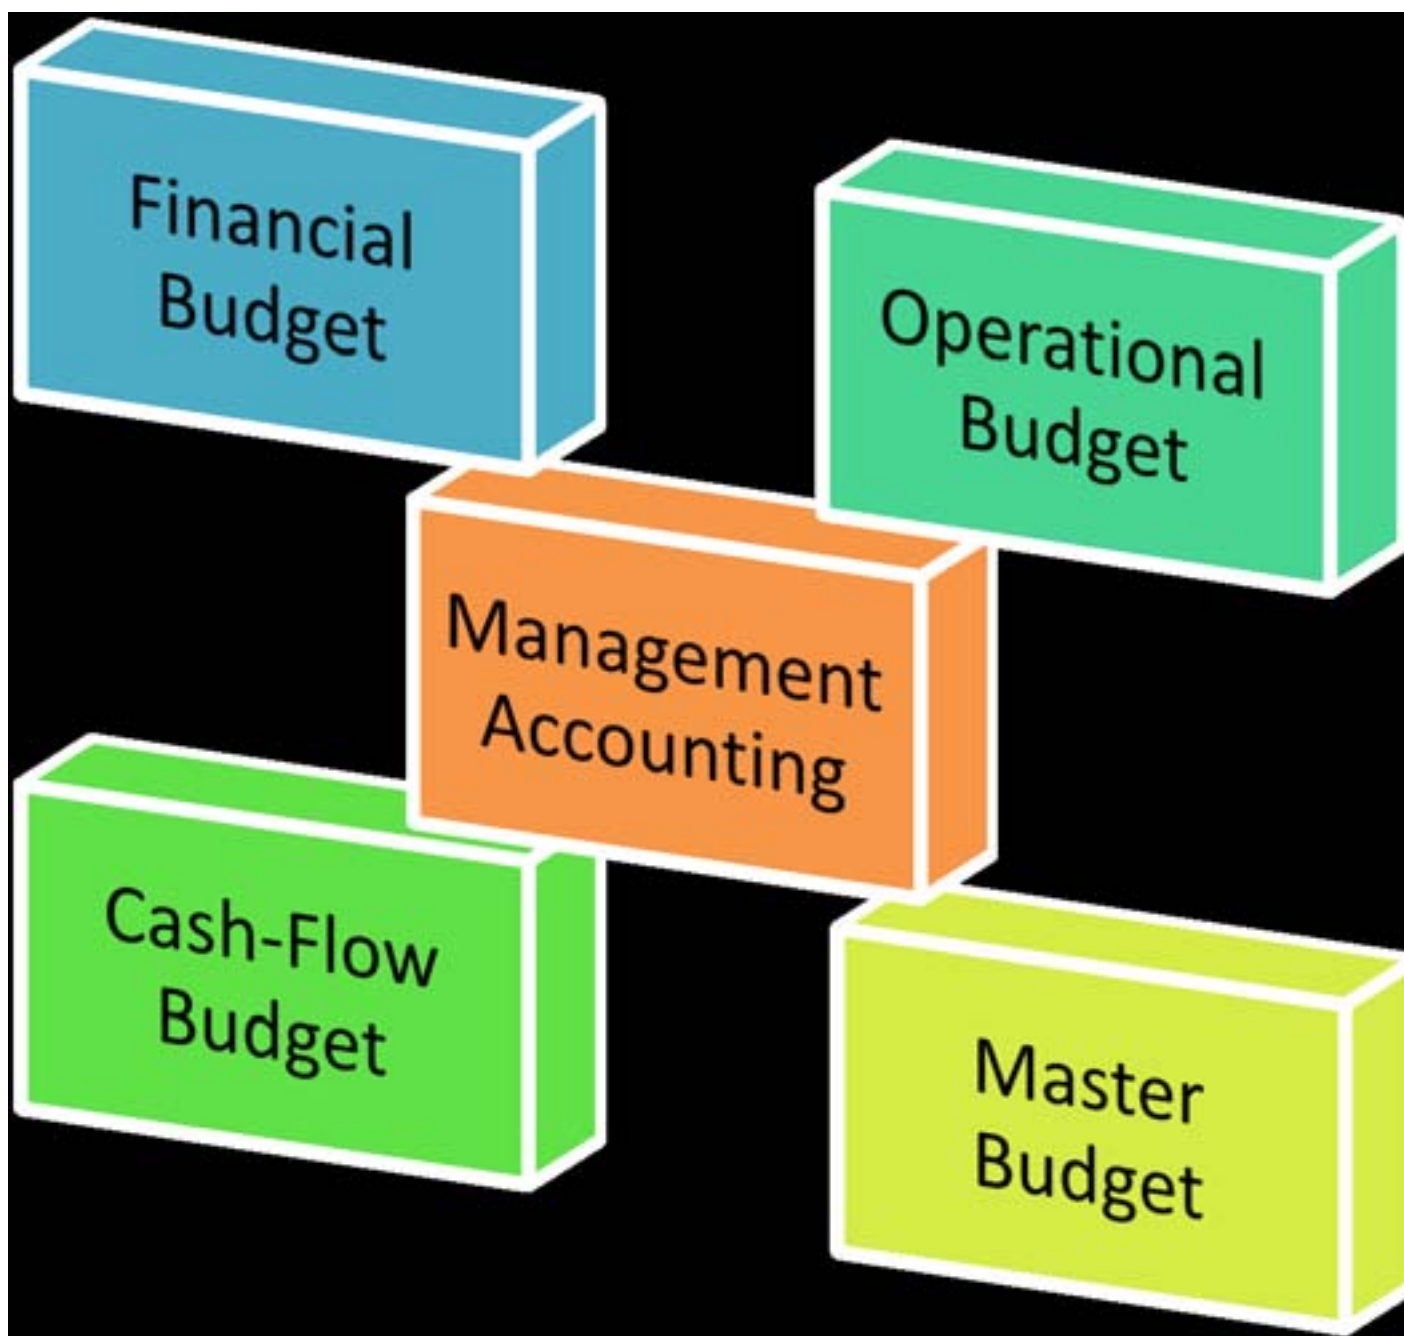 Financial
Budget
Operational
Budget
Management
Accounting
Cash-Flow
Budget
Master
Budget